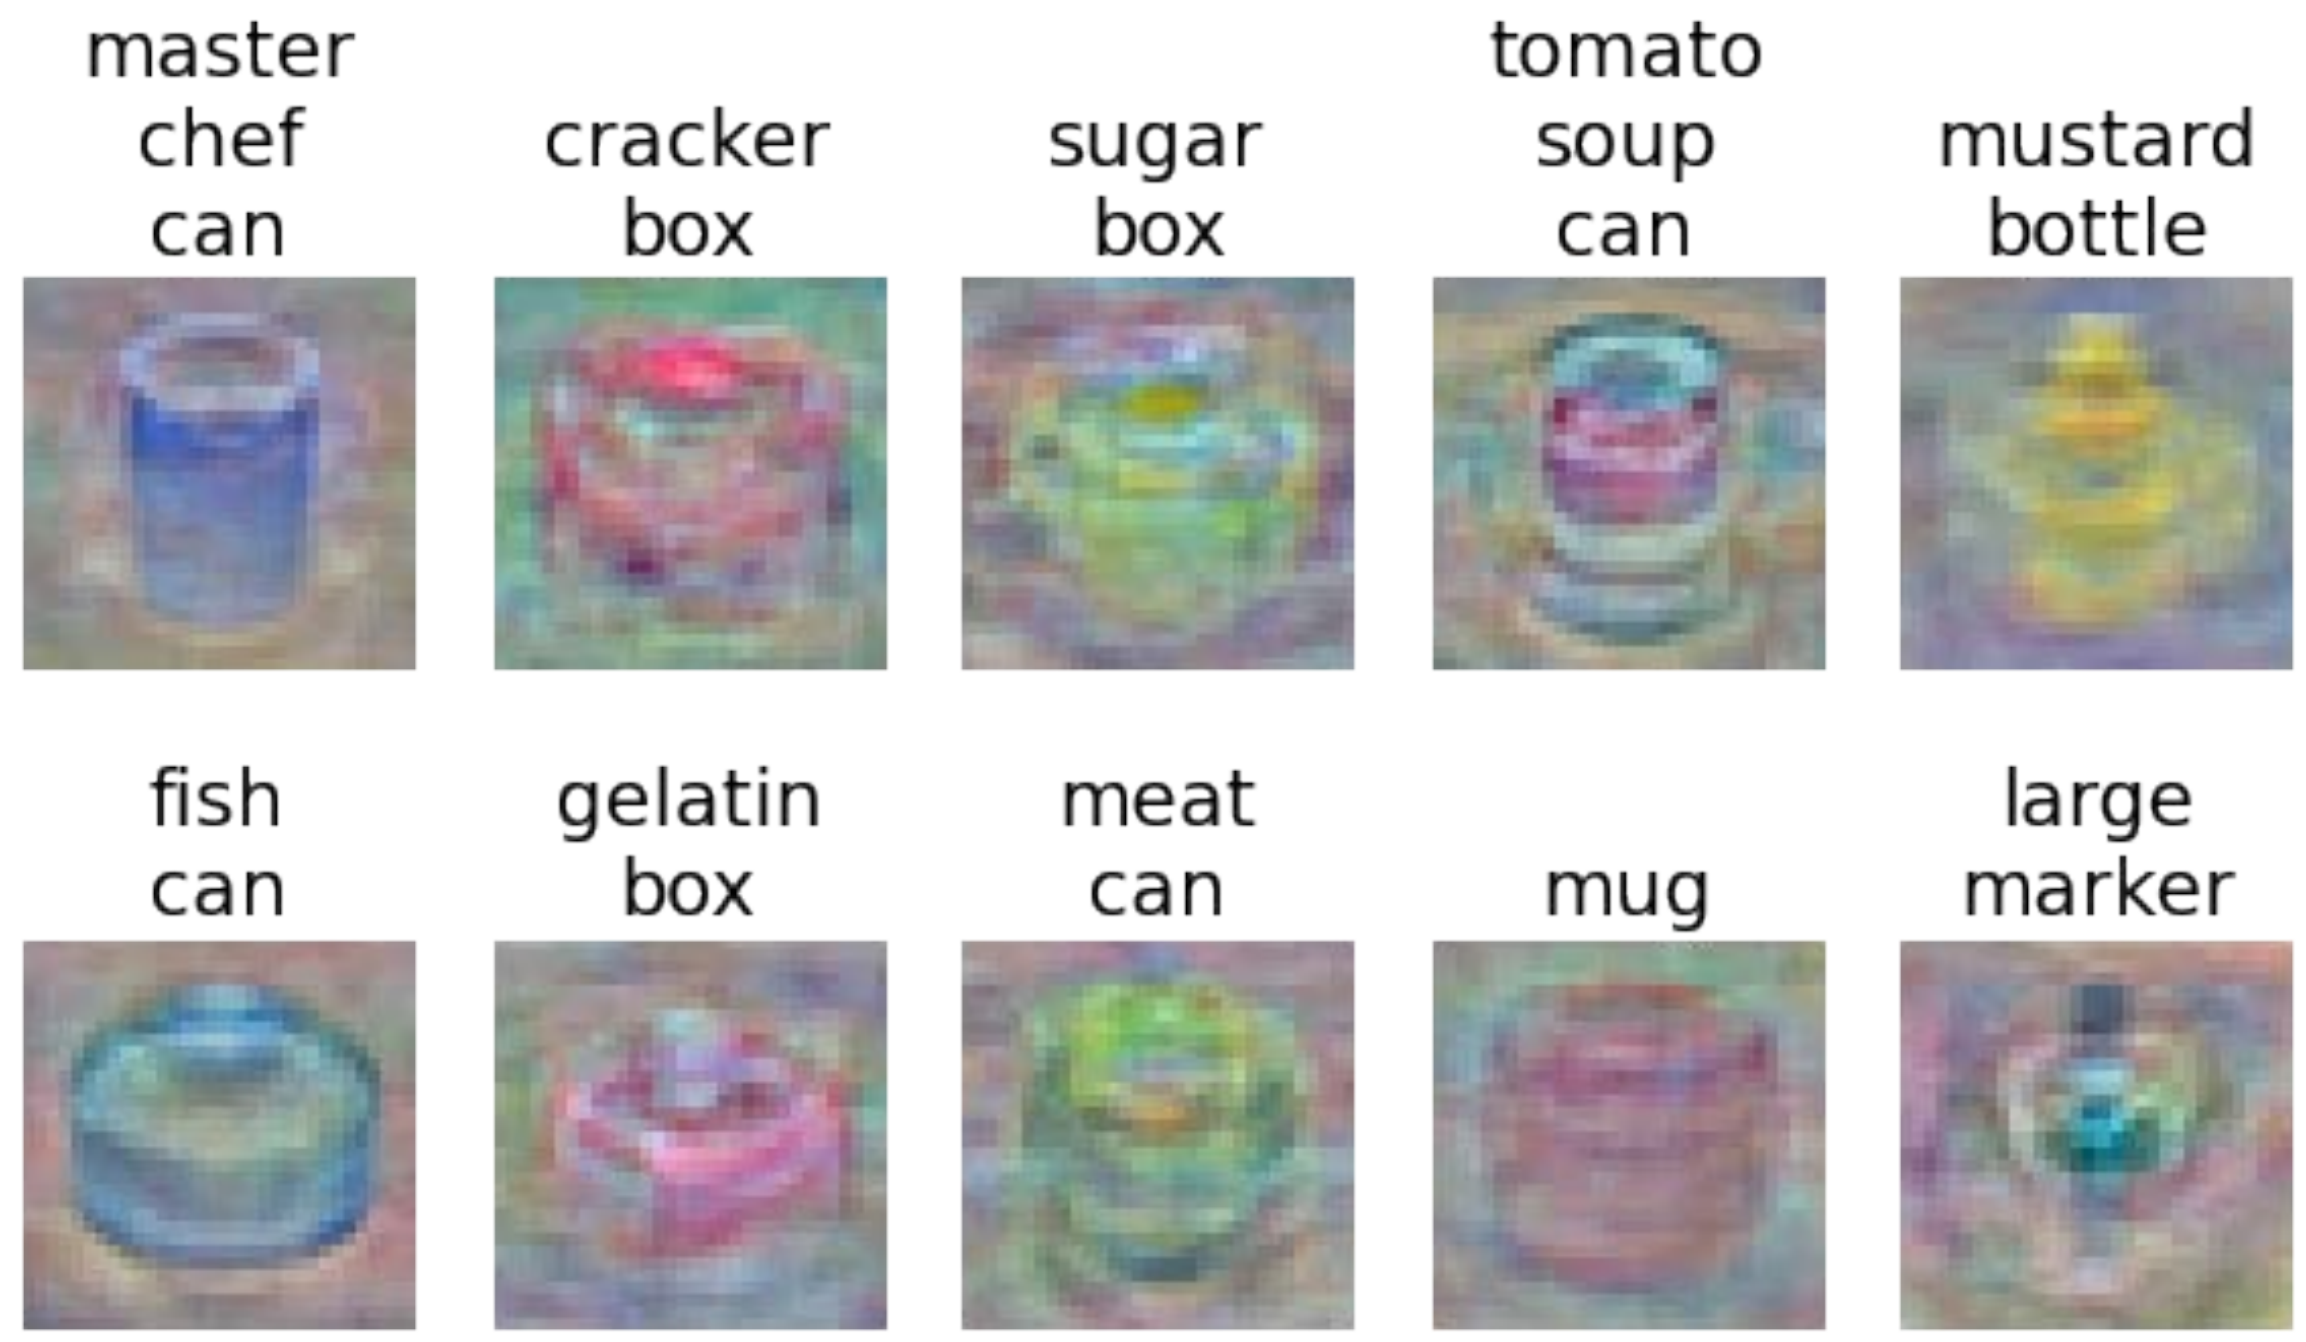 master
chef
can
cracker
box
sugar
box
tomato
soup
can
mustard
bottle
fish
can
gelatin
box
meat
can
mug
large
marker